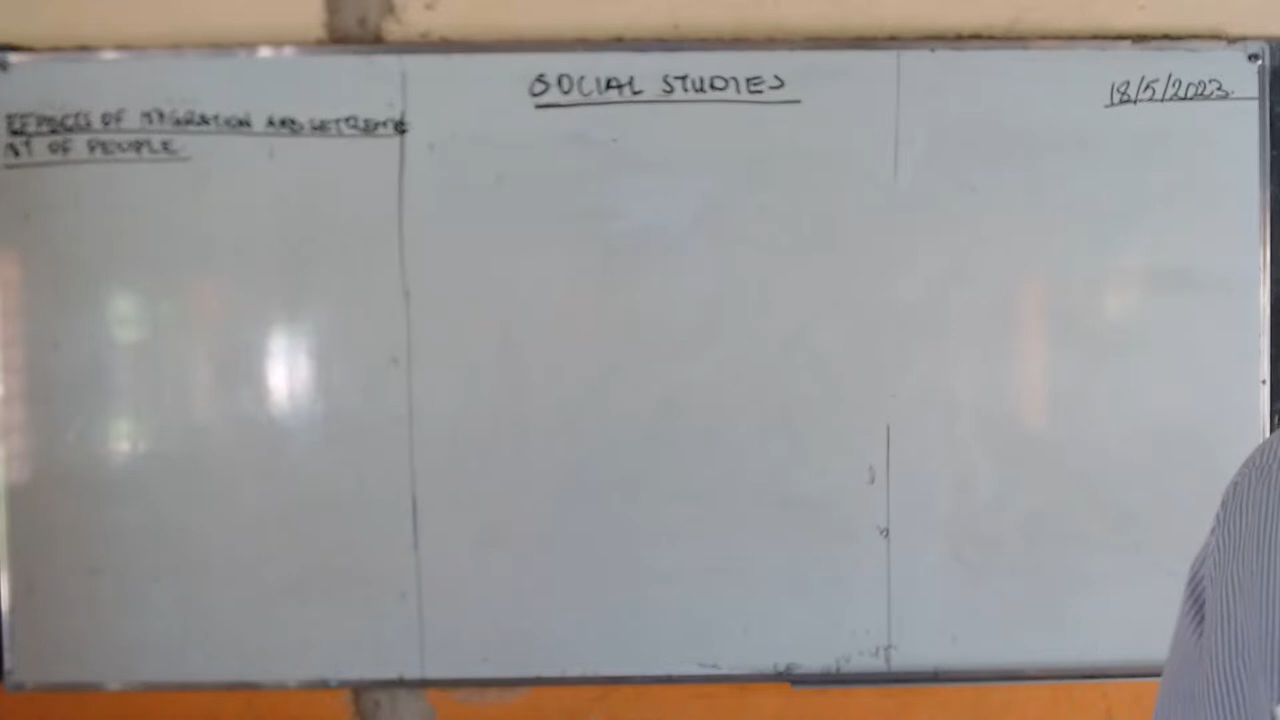 SOCIAL STUDIES
18/5/2023.
EFFECTS OF MIGRATION AND SETTLEME
NT OF PEOPLE